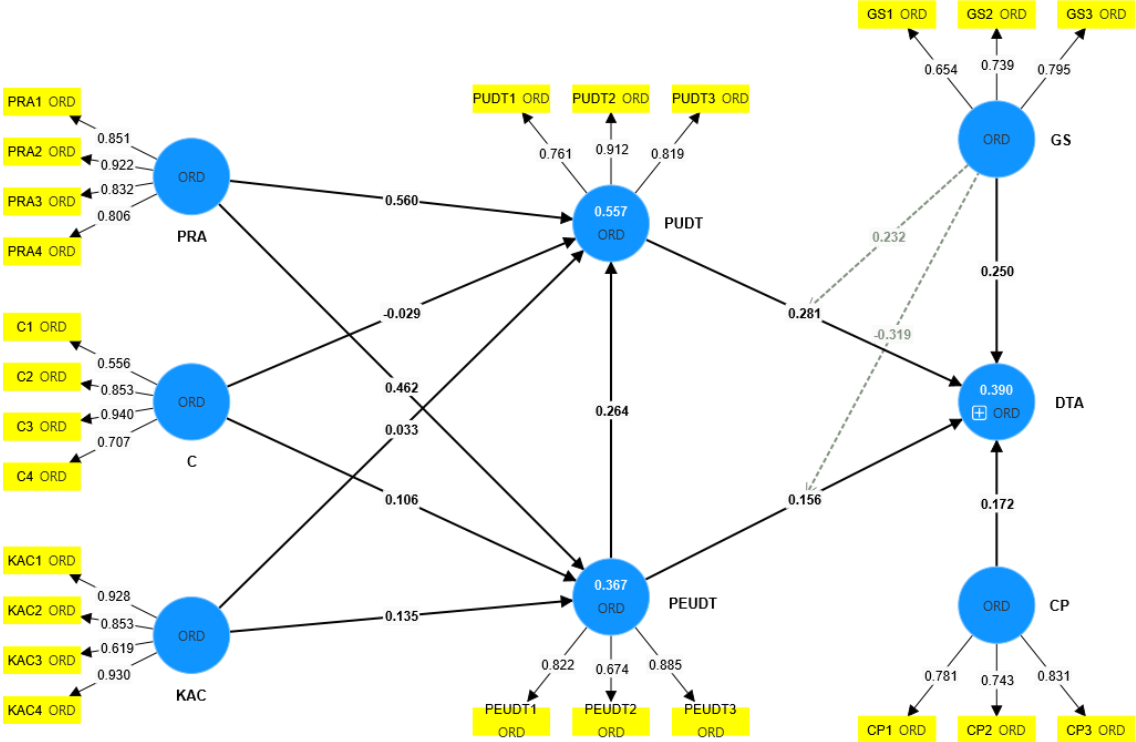 GS1 ORD
GS2 ORD
GS3 ORD
0.654
0.739
0.795
ORD
GS
PRA1 ORD
PRA2 ORD
PRA3 ORD
PRA4 ORD
0.851
0.922
0.832
0.806
ORD
PRA
PUDT1 ORD
PUDT2 ORD
PUDT3 ORD
0.761
0.912
0.819
0.557
ORD
PUDT
0.560
-0.029
0.462
0.033
0.106
0.135
0.264
0.232
-0.319
0.281
0.156
0.250
0.172
C1 ORD
C2 ORD
C3 ORD
C4 ORD
0.556
0.853
0.940
0.707
ORD
C
0.390
ORD
DTA
KAC1 ORD
KAC2 ORD
KAC3 ORD
KAC4 ORD
0.928
0.853
0.619
0.930
ORD
KAC
0.367
ORD
PEUDT
0.822
0.674
0.885
PEUDT1
ORD
PEUDT2
ORD
PEUDT3
ORD
ORD
CP
0.781
0.743
0.831
CP1 ORD
CP2 ORD
CP3 ORD